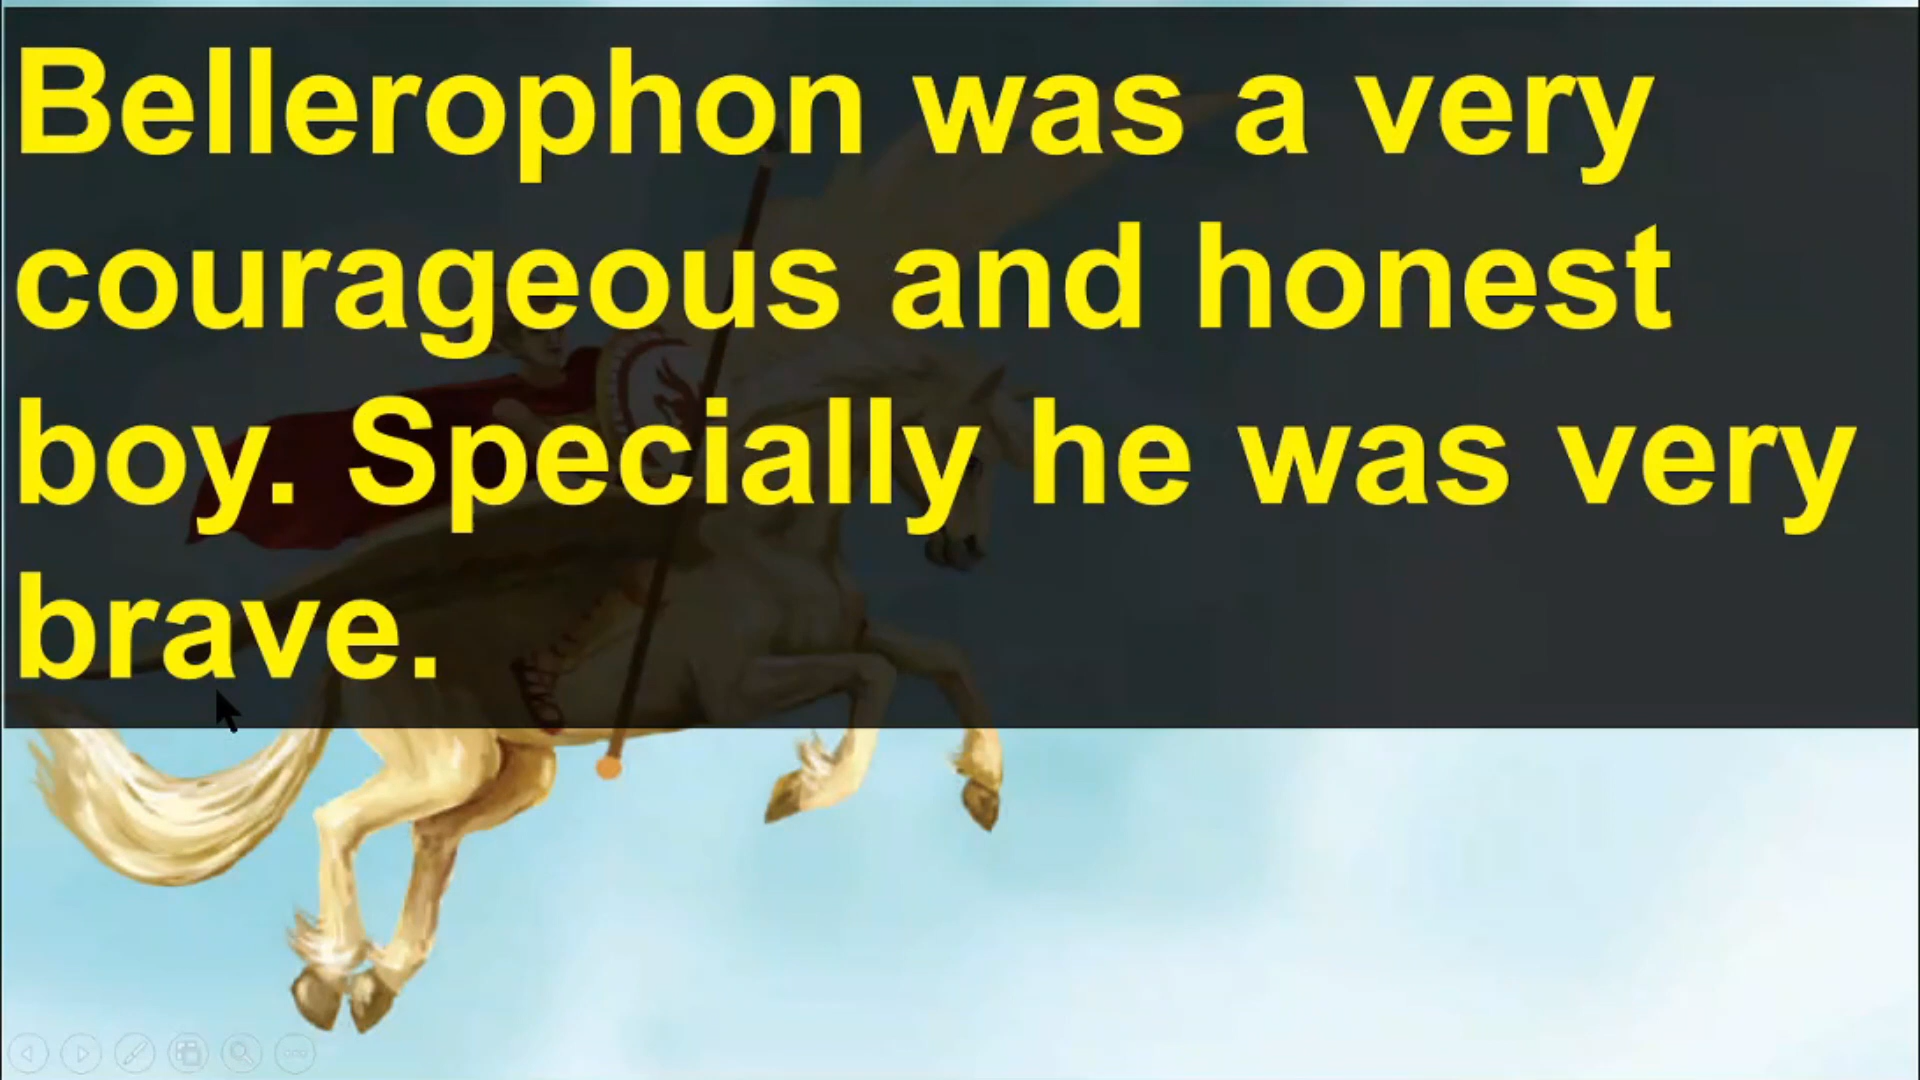 Bellerophon was a very
courageous and honest
boy. Specially he was very
brave.